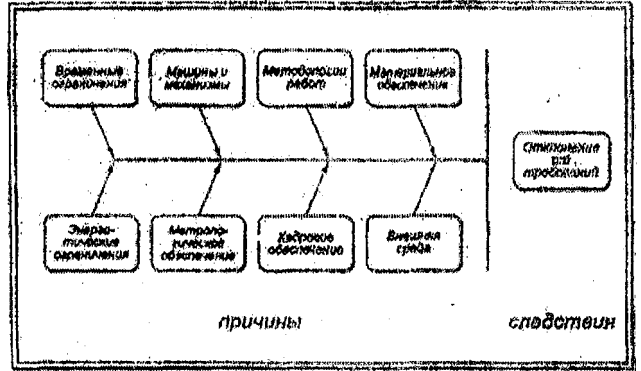 Временные
ограничения
Машины и
механизмы
Методологии
работ
Материальное
обеспечение
Отклонение
от
требований
Энерге-
тические
ограничения
Метроло-
гическое
обеспечение
Кадровое
обеспечение
Внешняя
среда
причины
следствия